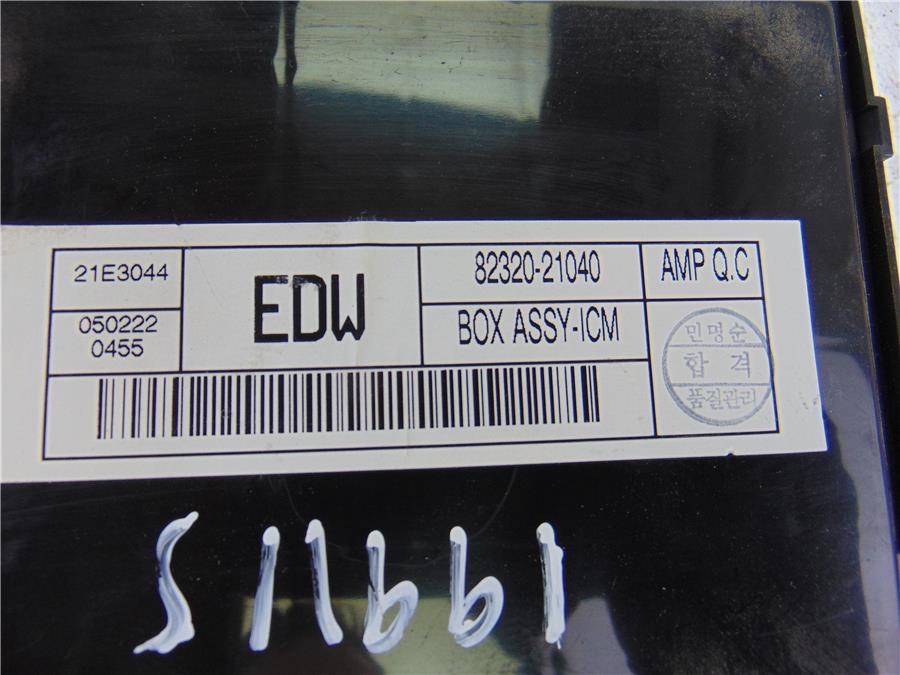 21E3044
050222
0455
EDW
82320-21040
BOX ASSY-ICM
AMP Q.C
민명순
합격
품질관리
S11661